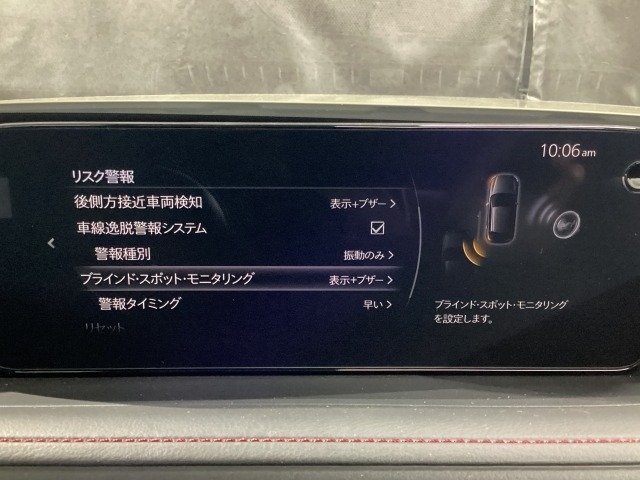 10:06 am
リスク警報
後側方接近車両検知 表示+ブザー
車線逸脱警報システム
警報種別 振動のみ
ブラインド・スポット・モニタリング 表示+ブザー
警報タイミング 早い
リセット
ブラインド・スポット・モニタリング
を設定します。